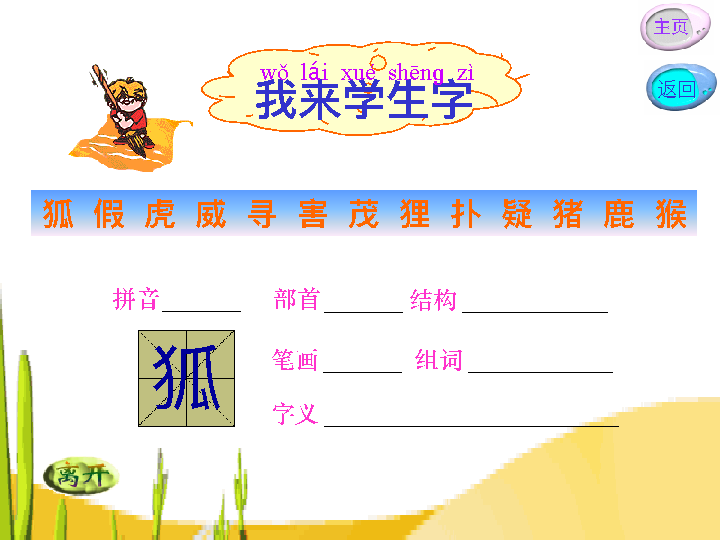 主页
wǒ lái xué shēng zì
我来学生字
返回
狐 假 虎 威 寻 害 茂 狸 扑 疑 猪 鹿 猴
拼音 部首 结构
狐
笔画 组词
字义
离开